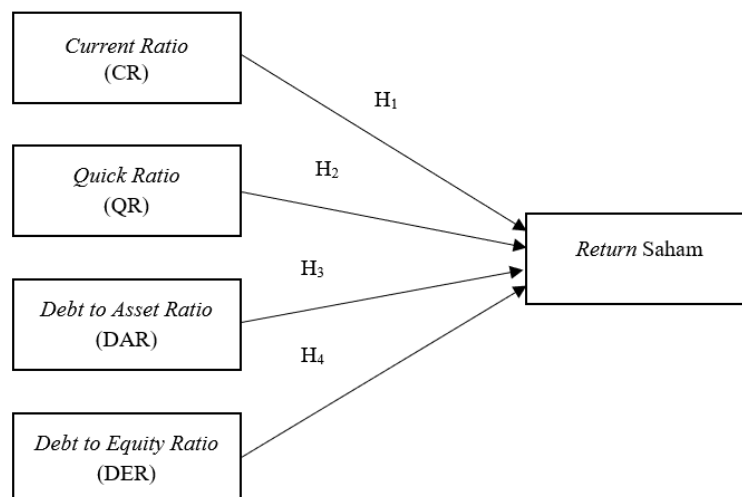 Current Ratio
(CR)
H₁
Quick Ratio
(QR)
H₂
Return Saham
Debt to Asset Ratio
(DAR)
H₃
Debt to Equity Ratio
(DER)
H₄